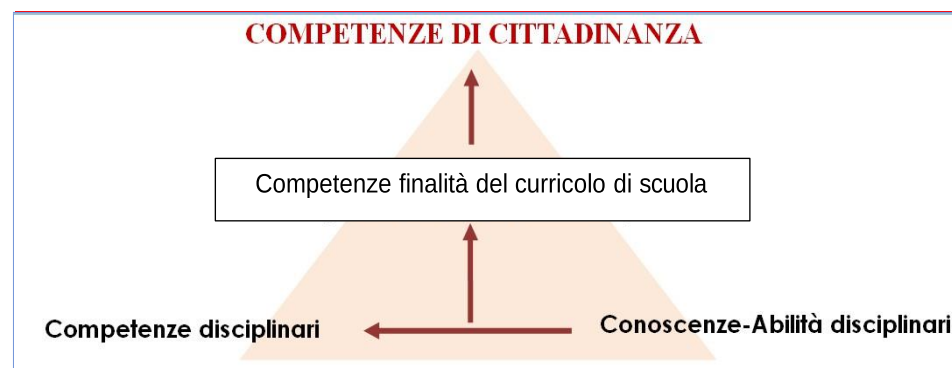 COMPETENZE DI CITTADINANZA
Competenze finalità del curricolo di scuola
Competenze disciplinari
Conoscenze-Abilità disciplinari